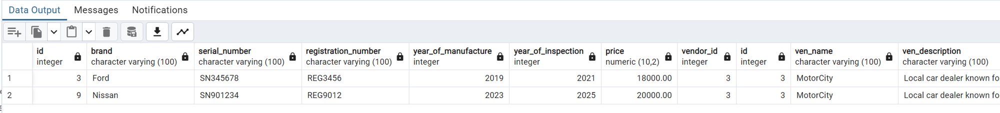 Data Output Messages Notifications
id brand serial_number registration_number year_of_manufacture year_of_inspection price vendor_id id ven_name ven_description
integer character varying (100) character varying (100) character varying (100) integer integer numeric (10,2) integer integer character varying (100) character varying (100)
1 3 Ford SN345678 REG3456 2019 2021 18000.00 3 3 MotorCity Local car dealer known fo
2 9 Nissan SN901234 REG9012 2023 2025 20000.00 3 3 MotorCity Local car dealer known fo